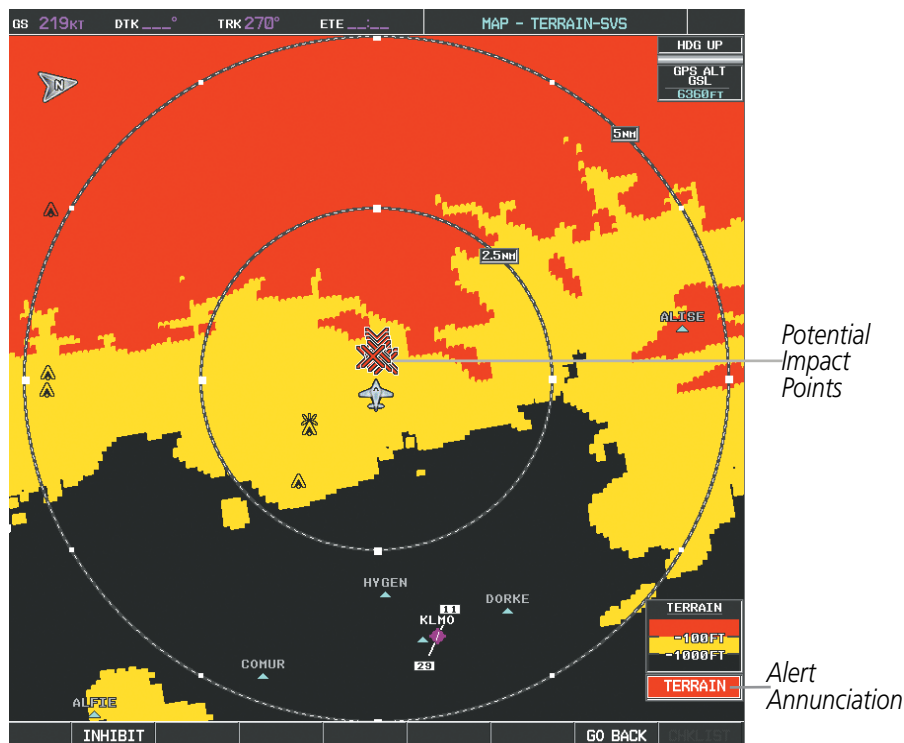 GS 219KT DTK ___° TRK 270° ETE __:__ MAP - TERRAIN-SVS
HDG UP
GPS ALT
GSL
6360FT
N
5NM
2.5NM
ALISE
Potential
Impact
Points
HYGEN
DORKE
11
KLMO
29
COMUR
ALFIE
TERRAIN
-100FT
-1000FT
TERRAIN
Alert
Annunciation
INHIBIT GO BACK CHKLIST